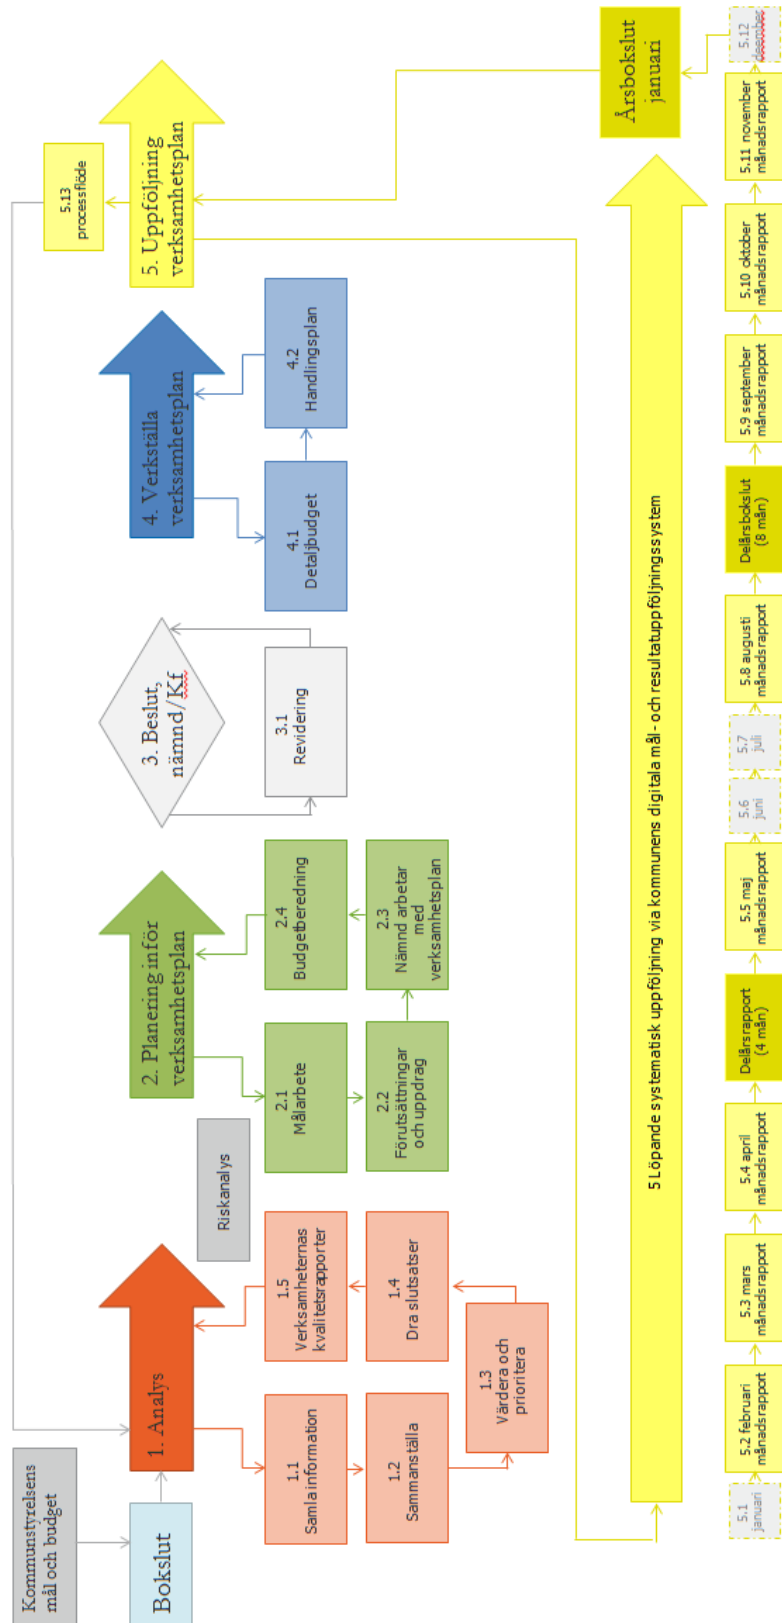 Kommunstyrelsens
mål och budget
Bokslut
1. Analys
1.1
Samla information
1.2
Sammanställa
1.3
Värdera och
prioritera
1.4
Dra slutsatser
1.5
Verksamheternas
kvalitetsrapporter
Riskanalys
2. Planering inför
verksamhetsplan
2.1
Målarbete
2.2
Förutsättningar
och uppdrag
2.3
Nämnd arbetar
med
verksamhetsplan
2.4
Budgetberedning
3. Beslut,
nämnd/Kf
3.1
Revidering
4. Verkställa
verksamhetsplan
4.1
Detaljbudget
4.2
Handlingsplan
5. Uppföljning
verksamhetsplan
5.13
processflöde
5 Löpande systematisk uppföljning via kommunens digitala mål- och resultatuppföljningssystem
Årsbokslut
januari
5.1
januari
5.2 februari
månadsrapport
5.3 mars
månadsrapport
5.4 april
månadsrapport
Delårsrapport
(4 mån)
5.5 maj
månadsrapport
5.6
juni
5.7
juli
5.8 augusti
månadsrapport
Delårsbokslut
(8 mån)
5.9 september
månadsrapport
5.10 oktober
månadsrapport
5.11 november
månadsrapport
5.12
deember